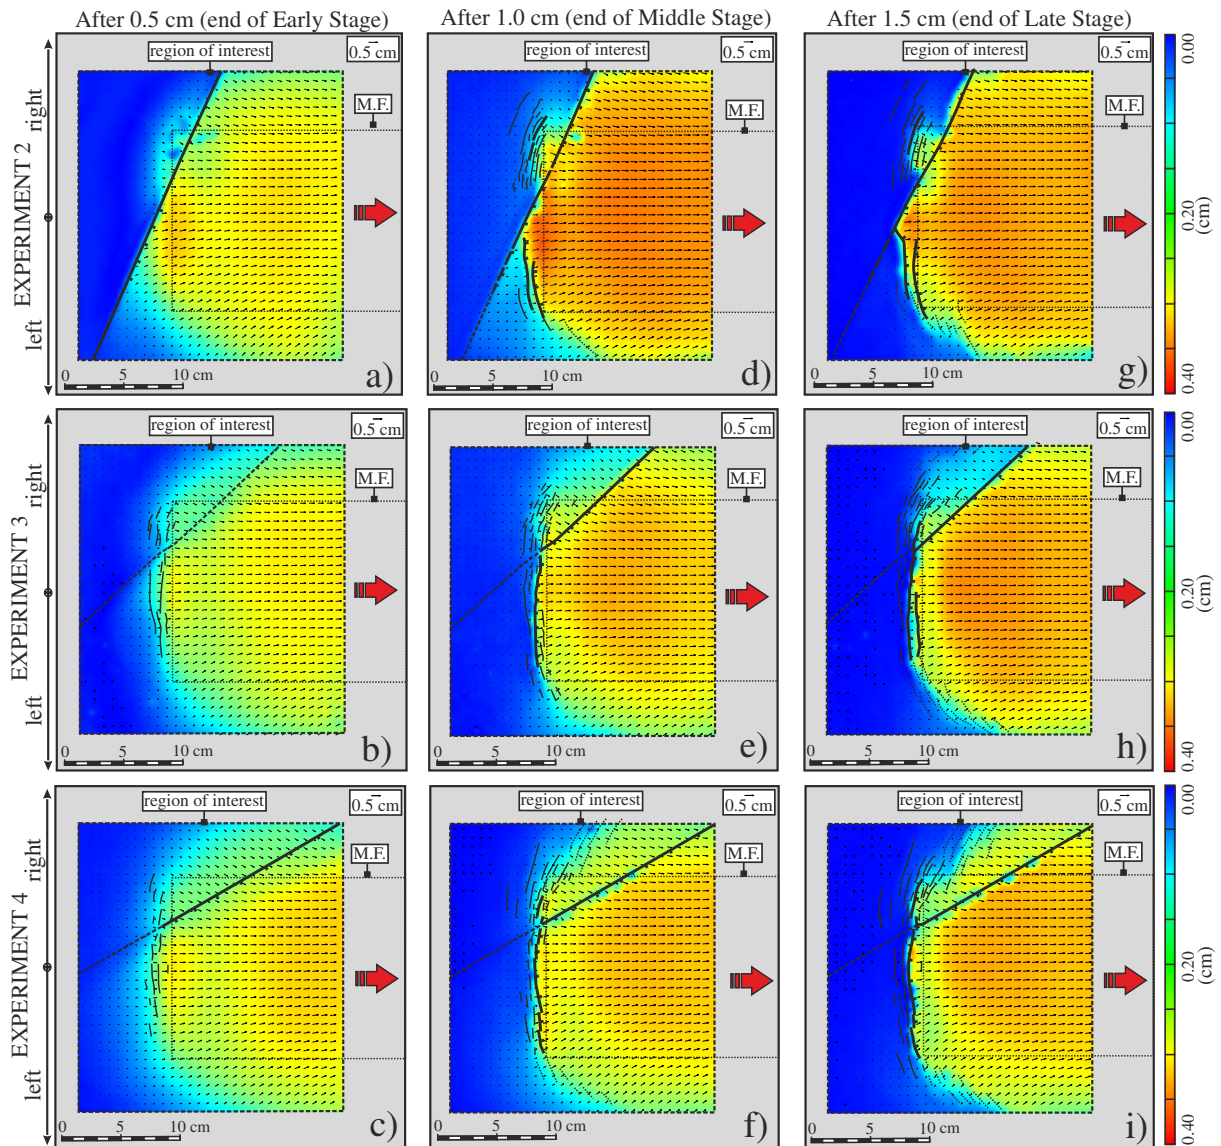 After 0.5 cm (end of Early Stage)
After 1.0 cm (end of Middle Stage)
After 1.5 cm (end of Late Stage)
EXPERIMENT 2
right
left
region of interest
0.5 cm
M.F.
0 5 10 cm
a)
region of interest
0.5 cm
M.F.
0 5 10 cm
d)
region of interest
0.5 cm
M.F.
0 5 10 cm
g)
0.00
0.20
(cm)
0.40
EXPERIMENT 3
right
left
region of interest
0.5 cm
M.F.
0 5 10 cm
b)
region of interest
0.5 cm
M.F.
0 5 10 cm
e)
region of interest
0.5 cm
M.F.
0 5 10 cm
h)
0.00
0.20
(cm)
0.40
EXPERIMENT 4
right
left
region of interest
0.5 cm
M.F.
0 5 10 cm
c)
region of interest
0.5 cm
M.F.
0 5 10 cm
f)
region of interest
0.5 cm
M.F.
0 5 10 cm
i)
0.00
0.20
(cm)
0.40